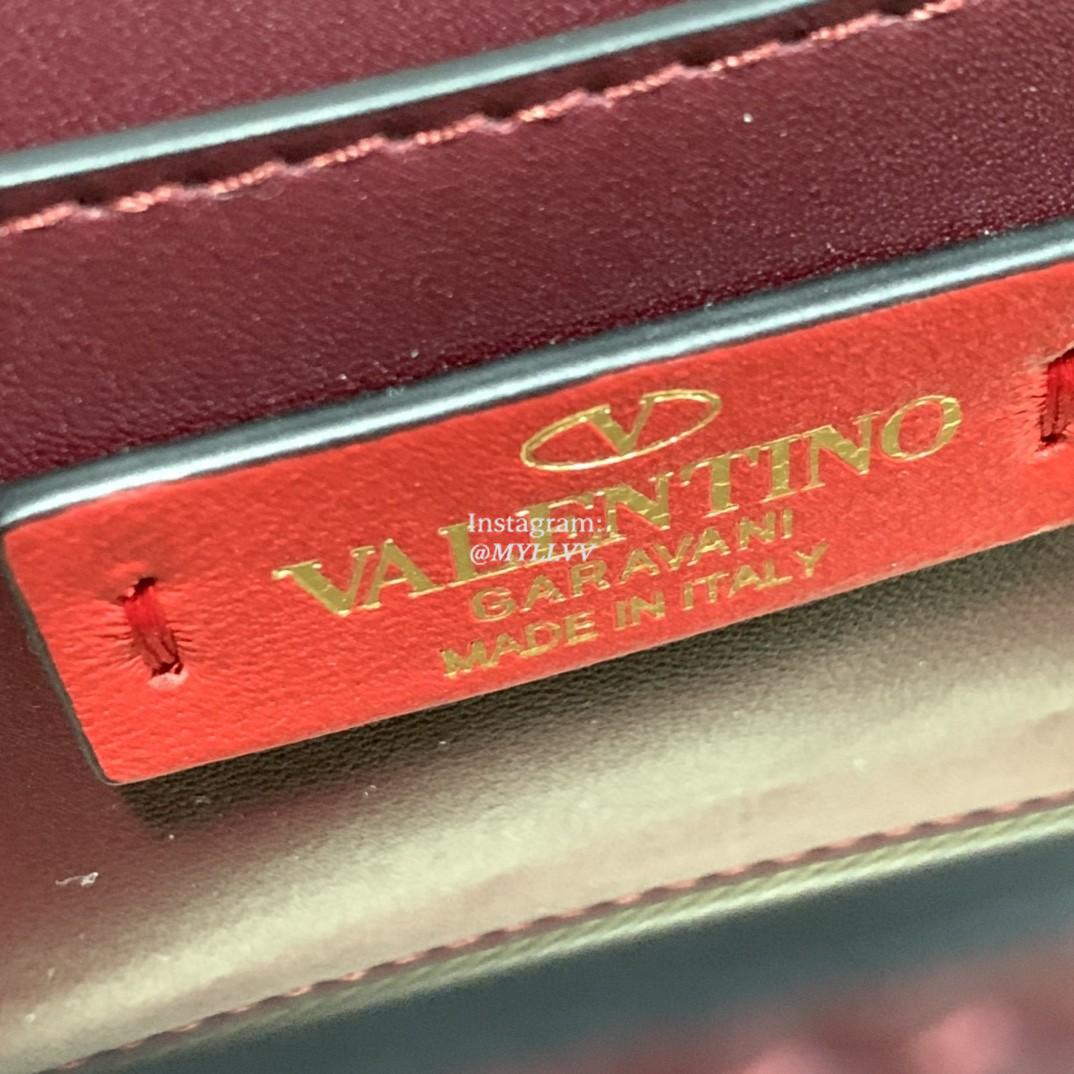 V
VALENTINO
GARAVANI
MADE IN ITALY
Instagram:
@MYLLVV